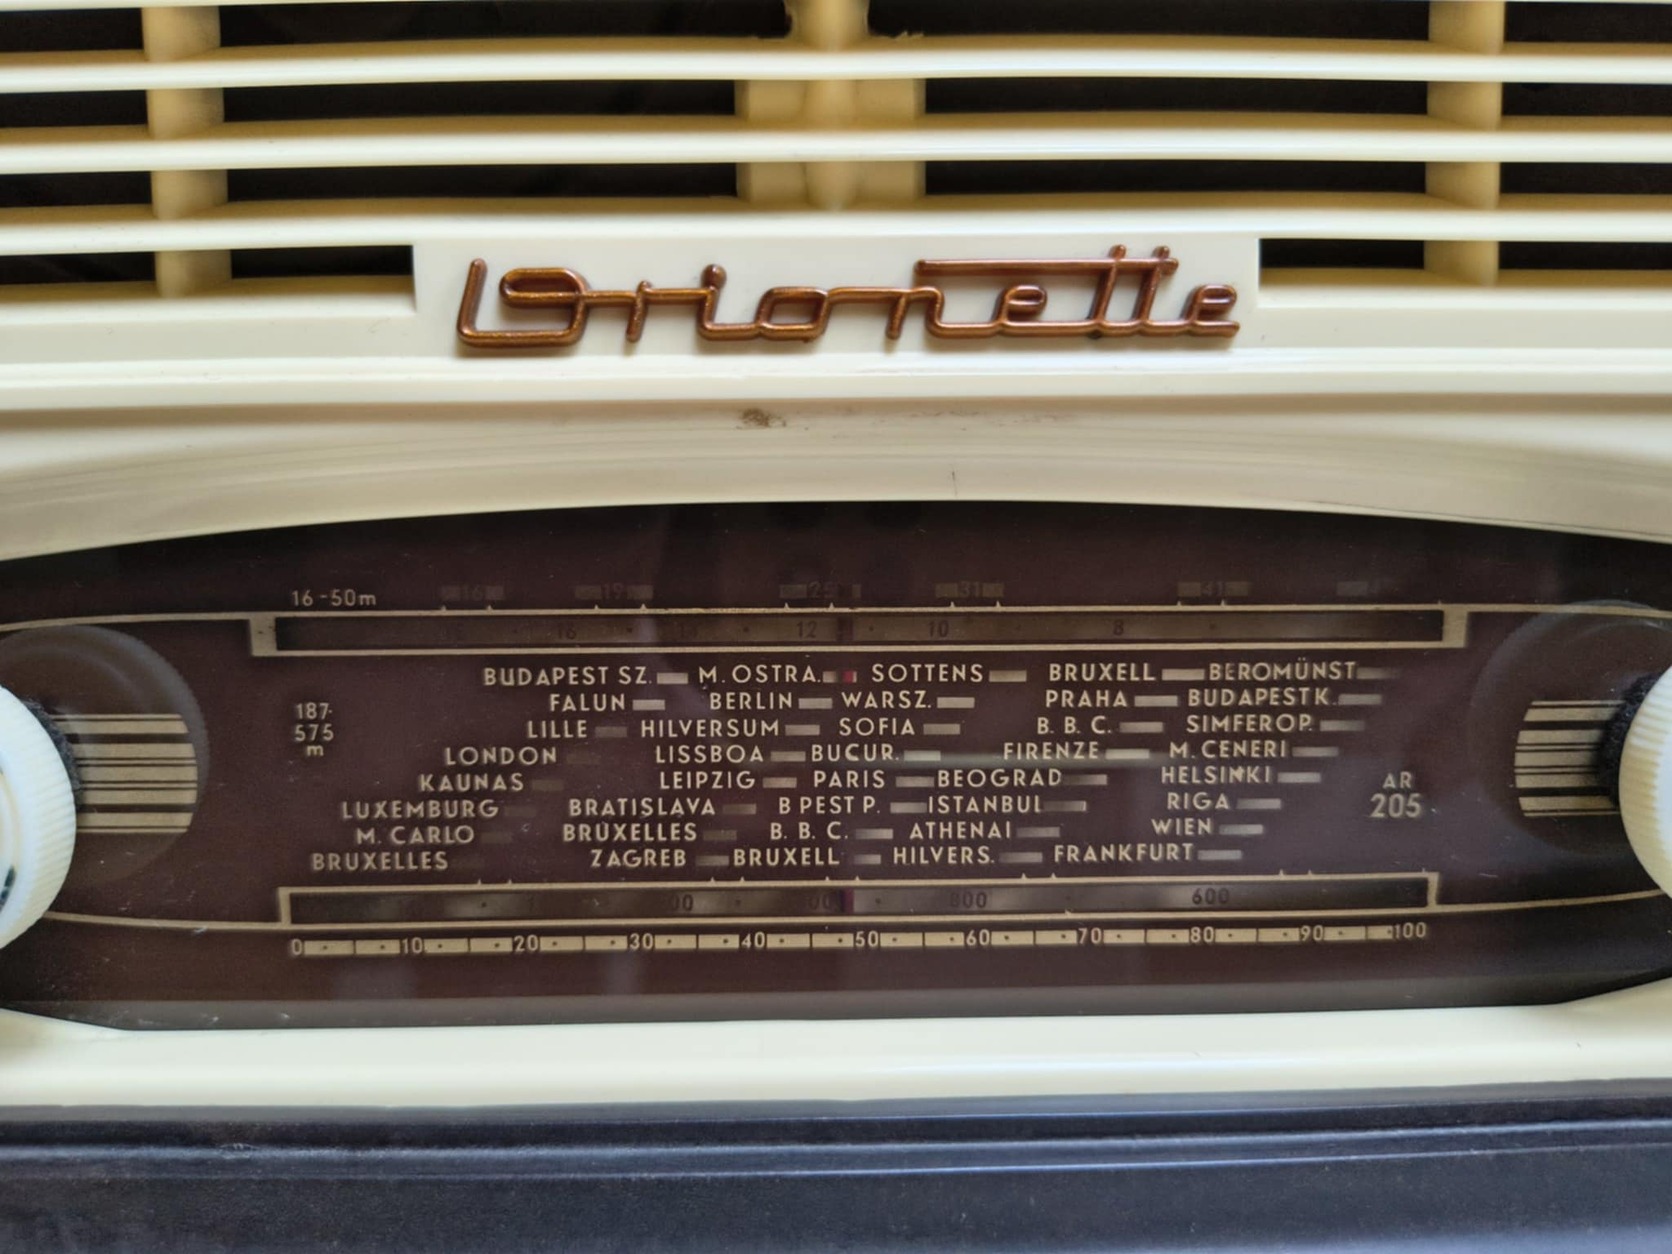 Orionette
16-50m
16 19 25 31 41
12 10 8
BUDAPEST SZ. M. OSTRA. SOTTENS BRUXELL BEROMÜNST
FALUN BERLIN WARSZ. PRAHA BUDAPEST K.
187-
575
m
LILLE HILVERSUM SOFIA B. B. C. SIMFEROP.
LONDON LISSBOA BUCUR. FIRENZE M. CENERI
KAUNAS LEIPZIG PARIS BEOGRAD HELSINKI
AR
205
LUXEMBURG BRATISLAVA BPEST P. ISTANBUL RIGA
M. CARLO BRÜXELLES B. B. C. ATHENAI WIEN
BRUXELLES ZAGREB BRUXELL HILVERS. FRANKFURT
800 600
0 10 20 30 40 50 60 70 80 90 100